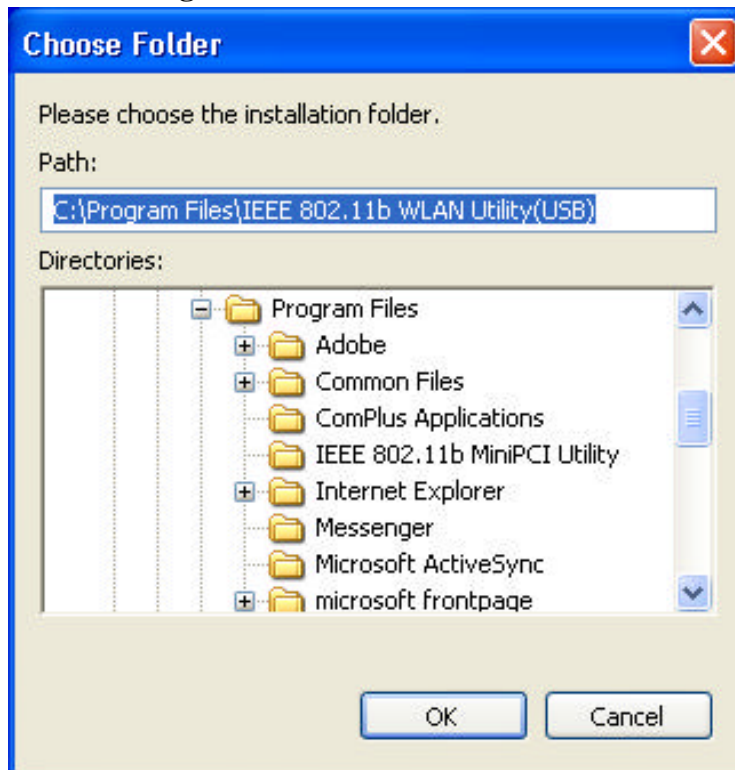 Choose Folder
Please choose the installation folder.
Path:
C:\Program Files\IEEE 802.11b WLAN Utility(USB)
Directories:
Program Files
Adobe
Common Files
ComPlus Applications
IEEE 802.11b MiniPCI Utility
Internet Explorer
Messenger
Microsoft ActiveSync
microsoft frontpage
OK Cancel